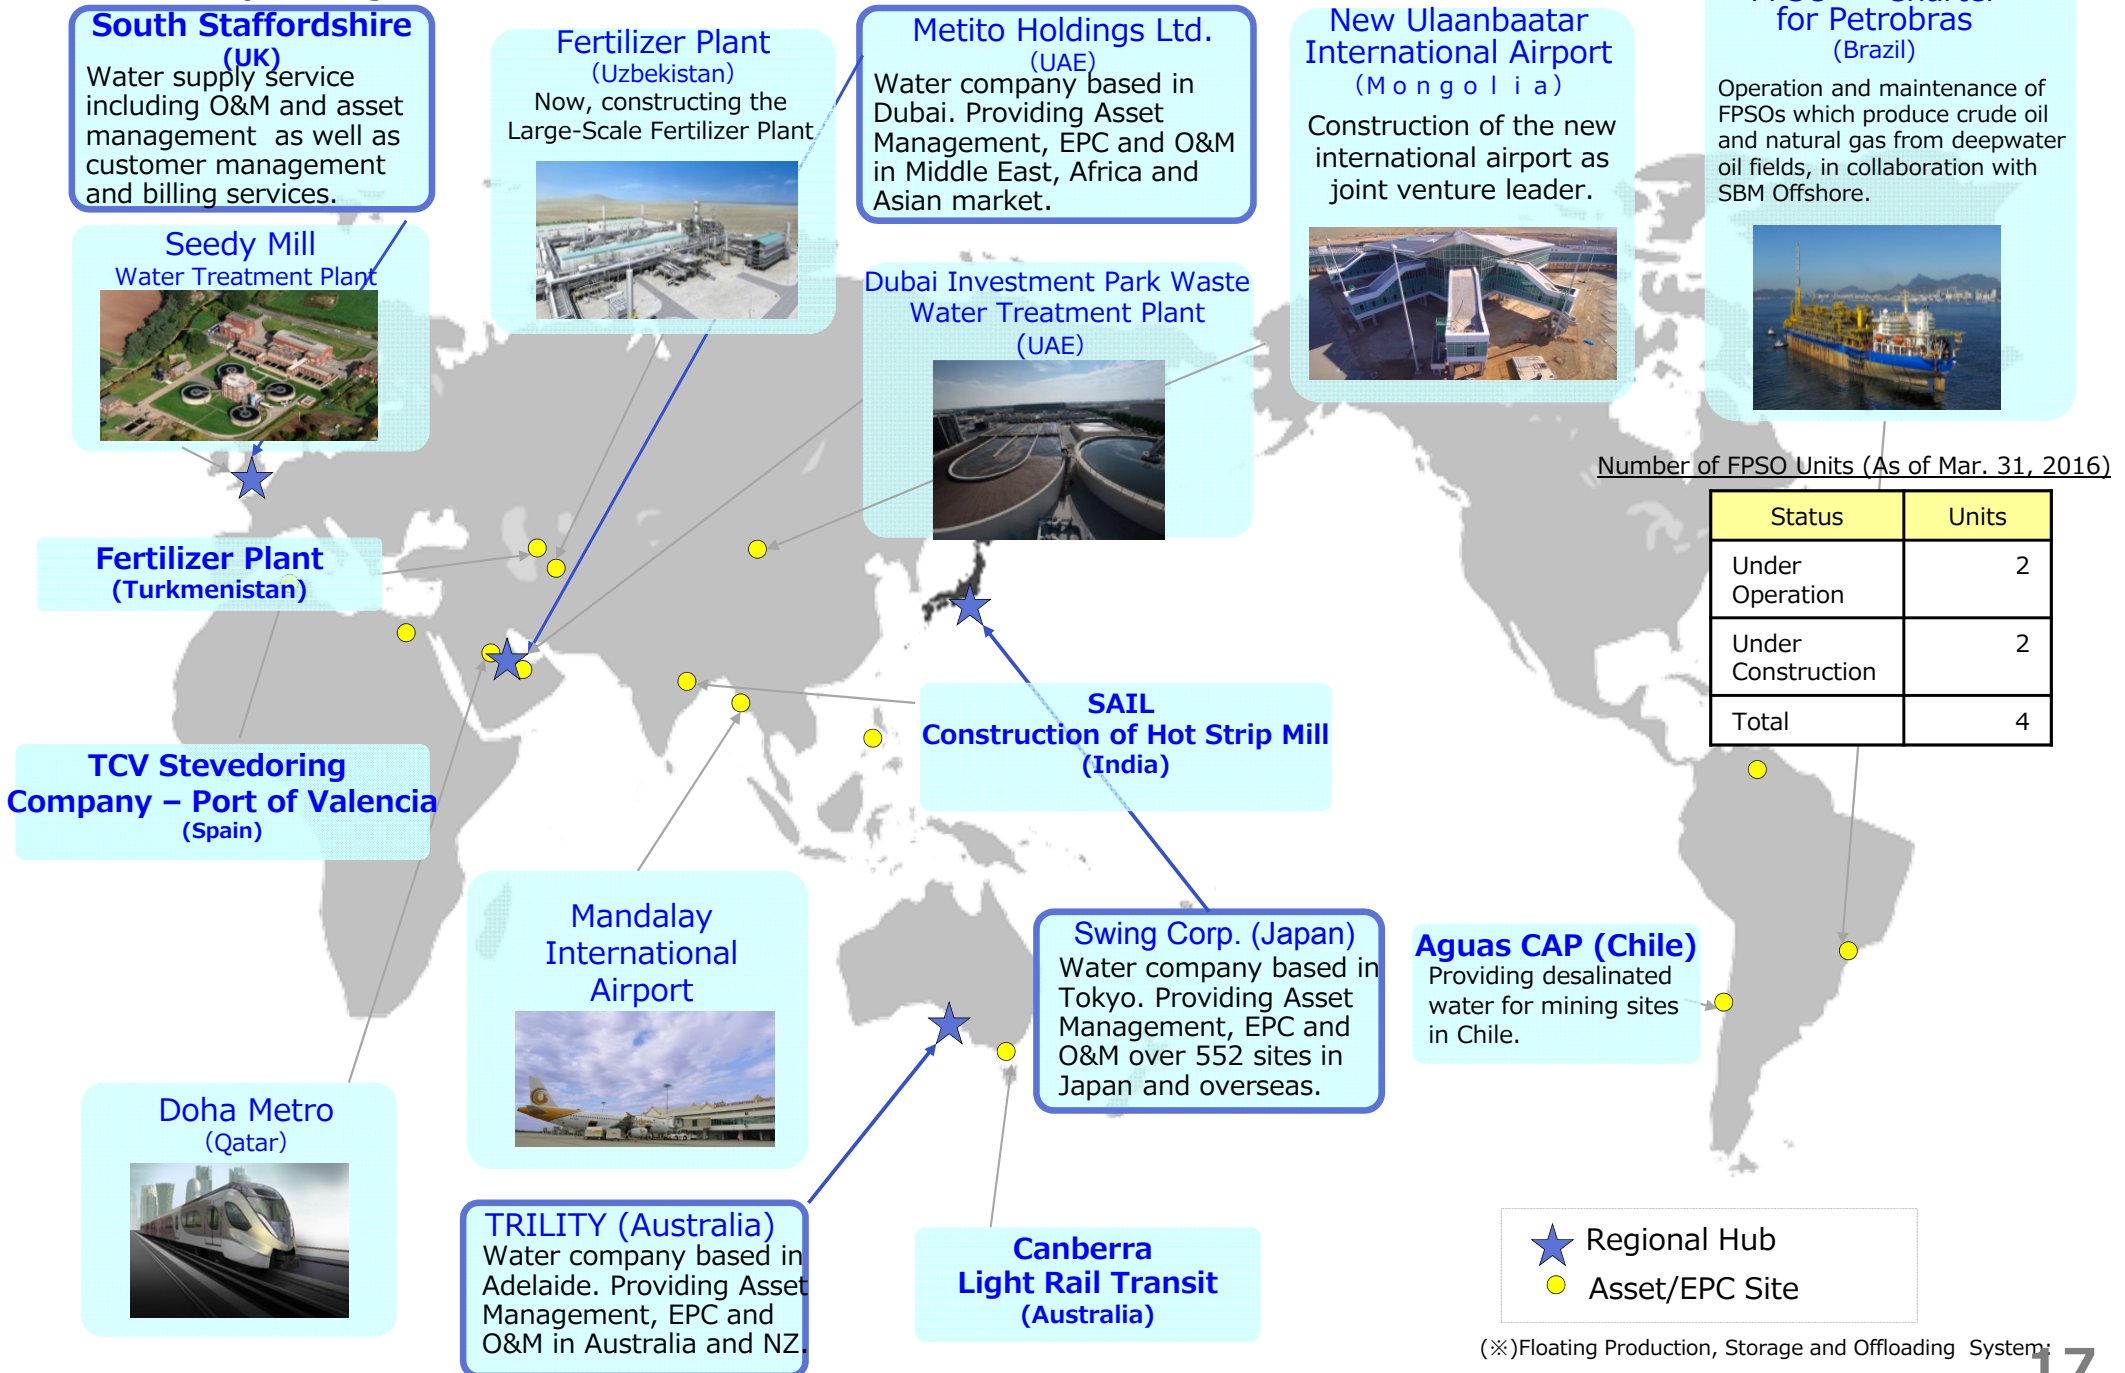 South Staffordshire
(UK)
Water supply service
including O&M and asset
management as well as
customer management
and billing services.
Seedy Mill
Water Treatment Plant
Fertilizer Plant
(Uzbekistan)
Now, constructing the
Large-Scale Fertilizer Plant
Metito Holdings Ltd.
(UAE)
Water company based in
Dubai. Providing Asset
Management, EPC and O&M
in Middle East, Africa and
Asian market.
Dubai Investment Park Waste
Water Treatment Plant
(UAE)
New Ulaanbaatar
International Airport
(Mongolia)
Construction of the new
international airport as
joint venture leader.
for Petrobras
(Brazil)
Operation and maintenance of
FPSOs which produce crude oil
and natural gas from deepwater
oil fields, in collaboration with
SBM Offshore.
Number of FPSO Units (As of Mar. 31, 2016)
Status Units
Under
Operation 2
Under
Construction 2
Total 4
Fertilizer Plant
(Turkmenistan)
TCV Stevedoring
Company – Port of Valencia
(Spain)
SAIL
Construction of Hot Strip Mill
(India)
Mandalay
International
Airport
Swing Corp. (Japan)
Water company based in
Tokyo. Providing Asset
Management, EPC and
O&M over 552 sites in
Japan and overseas.
Aguas CAP (Chile)
Providing desalinated
water for mining sites
in Chile.
Doha Metro
(Qatar)
TRILITY (Australia)
Water company based in
Adelaide. Providing Asset
Management, EPC and
O&M in Australia and NZ.
Canberra
Light Rail Transit
(Australia)
Regional Hub
Asset/EPC Site
(※)Floating Production, Storage and Offloading System:
17